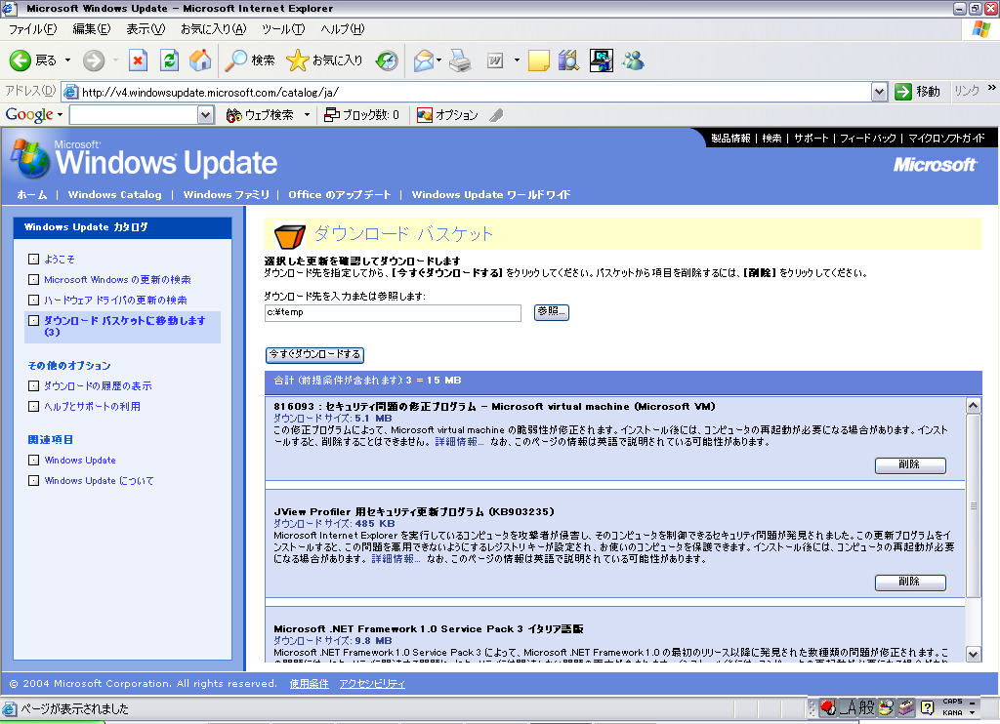 Microsoft Windows Update - Microsoft Internet Explorer
ファイル(F) 編集(E) 表示(V) お気に入り(A) ツール(T) ヘルプ(H)
戻る 検索 お気に入り
アドレス(D) http://v4.windowsupdate.microsoft.com/catalog/ja/ 移動 リンク »
Google ウェブ検索 ブロック数: 0 オプション
製品情報 | 検索 | サポート | フィードバック | マイクロソフトガイド
Microsoft
Windows Update
Microsoft
ホーム | Windows Catalog | Windows ファミリ | Office のアップデート | Windows Update ワールドワイド
Windows Update カタログ
ようこそ
Microsoft Windows の更新の検索
ハードウェア ドライバの更新の検索
ダウンロード バスケットに移動します
(3)
その他のオプション
ダウンロードの履歴の表示
ヘルプとサポートの利用
関連項目
Windows Update
Windows Update について
ダウンロード バスケット
選択した更新を確認してダウンロードします
ダウンロード先を指定してから、[今すぐダウンロードする] をクリックしてください。バスケットから項目を削除するには、[削除] をクリックしてください。
ダウンロード先を入力または参照します:
c:¥temp 参照...
今すぐダウンロードする
合計 (前提条件が含まれます) 3 = 15 MB
816093 : セキュリティ問題の修正プログラム - Microsoft virtual machine (Microsoft VM)
ダウンロード サイズ: 5.1 MB
この修正プログラムによって、Microsoft virtual machine の脆弱性が修正されます。インストール後には、コンピュータの再起動が必要になる場合があります。インスト
ールすると、削除することはできません。 詳細情報... なお、このページの情報は英語で説明されている可能性があります。
削除
JView Profiler 用セキュリティ更新プログラム (KB903235)
ダウンロード サイズ: 485 KB
Microsoft Internet Explorer を実行しているコンピュータを攻撃者が侵害し、そのコンピュータを制御できるセキュリティ問題が発見されました。この更新プログラムをイ
ンストールすると、この問題を悪用できないようにするレジストリ キーが設定され、お使いのコンピュータを保護できます。インストール後には、コンピュータの再起動が必要
になる場合があります。 詳細情報... なお、このページの情報は英語で説明されている可能性があります。
削除
Microsoft .NET Framework 1.0 Service Pack 3 イタリア語版
ダウンロード サイズ: 9.8 MB
Microsoft .NET Framework 1.0 Service Pack 3 によって、Microsoft .NET Framework 1.0 の最初のリリース以降に発見された数種類の問題が修正されます。こ
© 2004 Microsoft Corporation. All rights reserved. 使用条件 アクセシビリティ
ページが表示されました
_A 般 CAPS
KANA